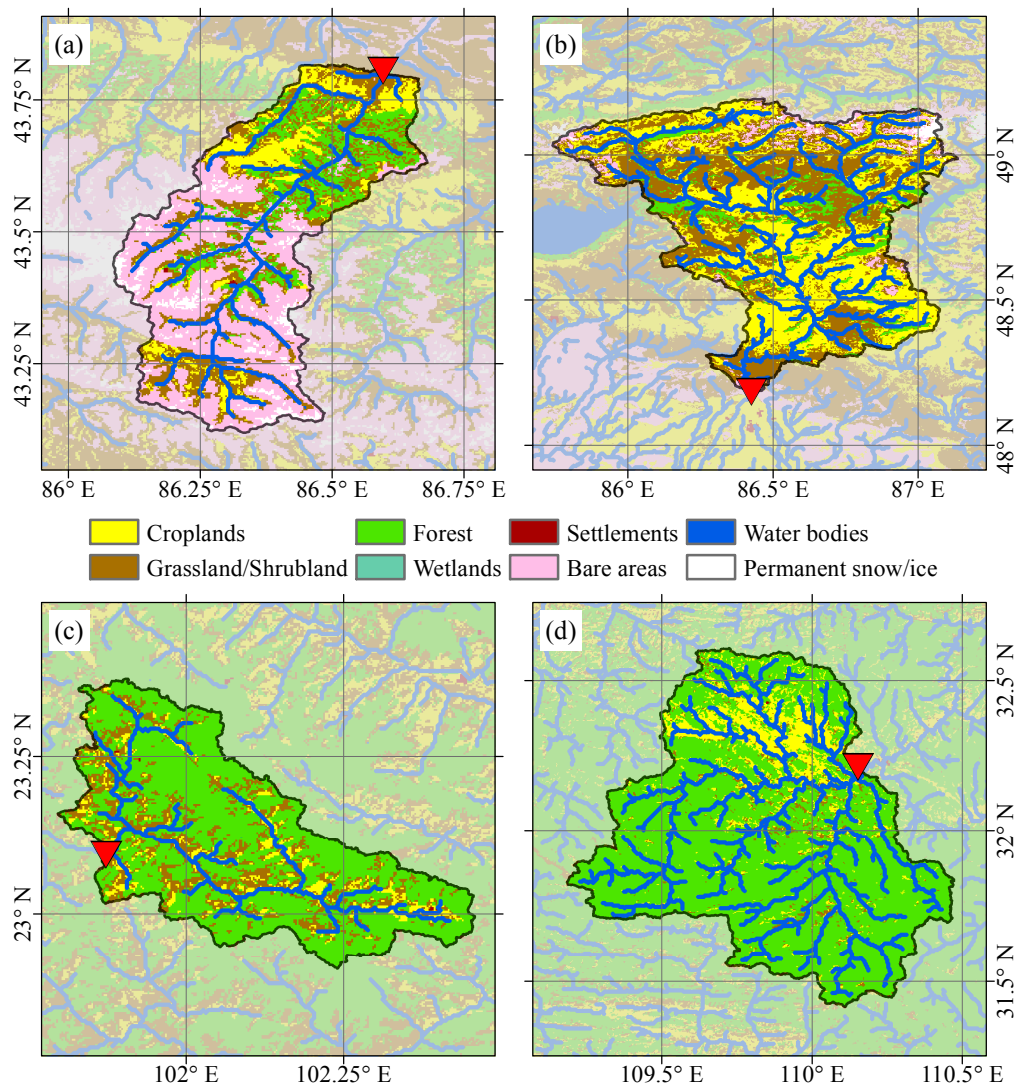 (a)
(b)
43.75° N
43.5° N
43.25° N
49° N
48.5° N
48° N
86° E
86.25° E
86.5° E
86.75° E
86° E
86.5° E
87° E
Croplands
Forest
Settlements
Water bodies
Grassland/Shrubland
Wetlands
Bare areas
Permanent snow/ice
(c)
(d)
23.25° N
23° N
32.5° N
32° N
31.5° N
102° E
102.25° E
109.5° E
110° E
110.5° E